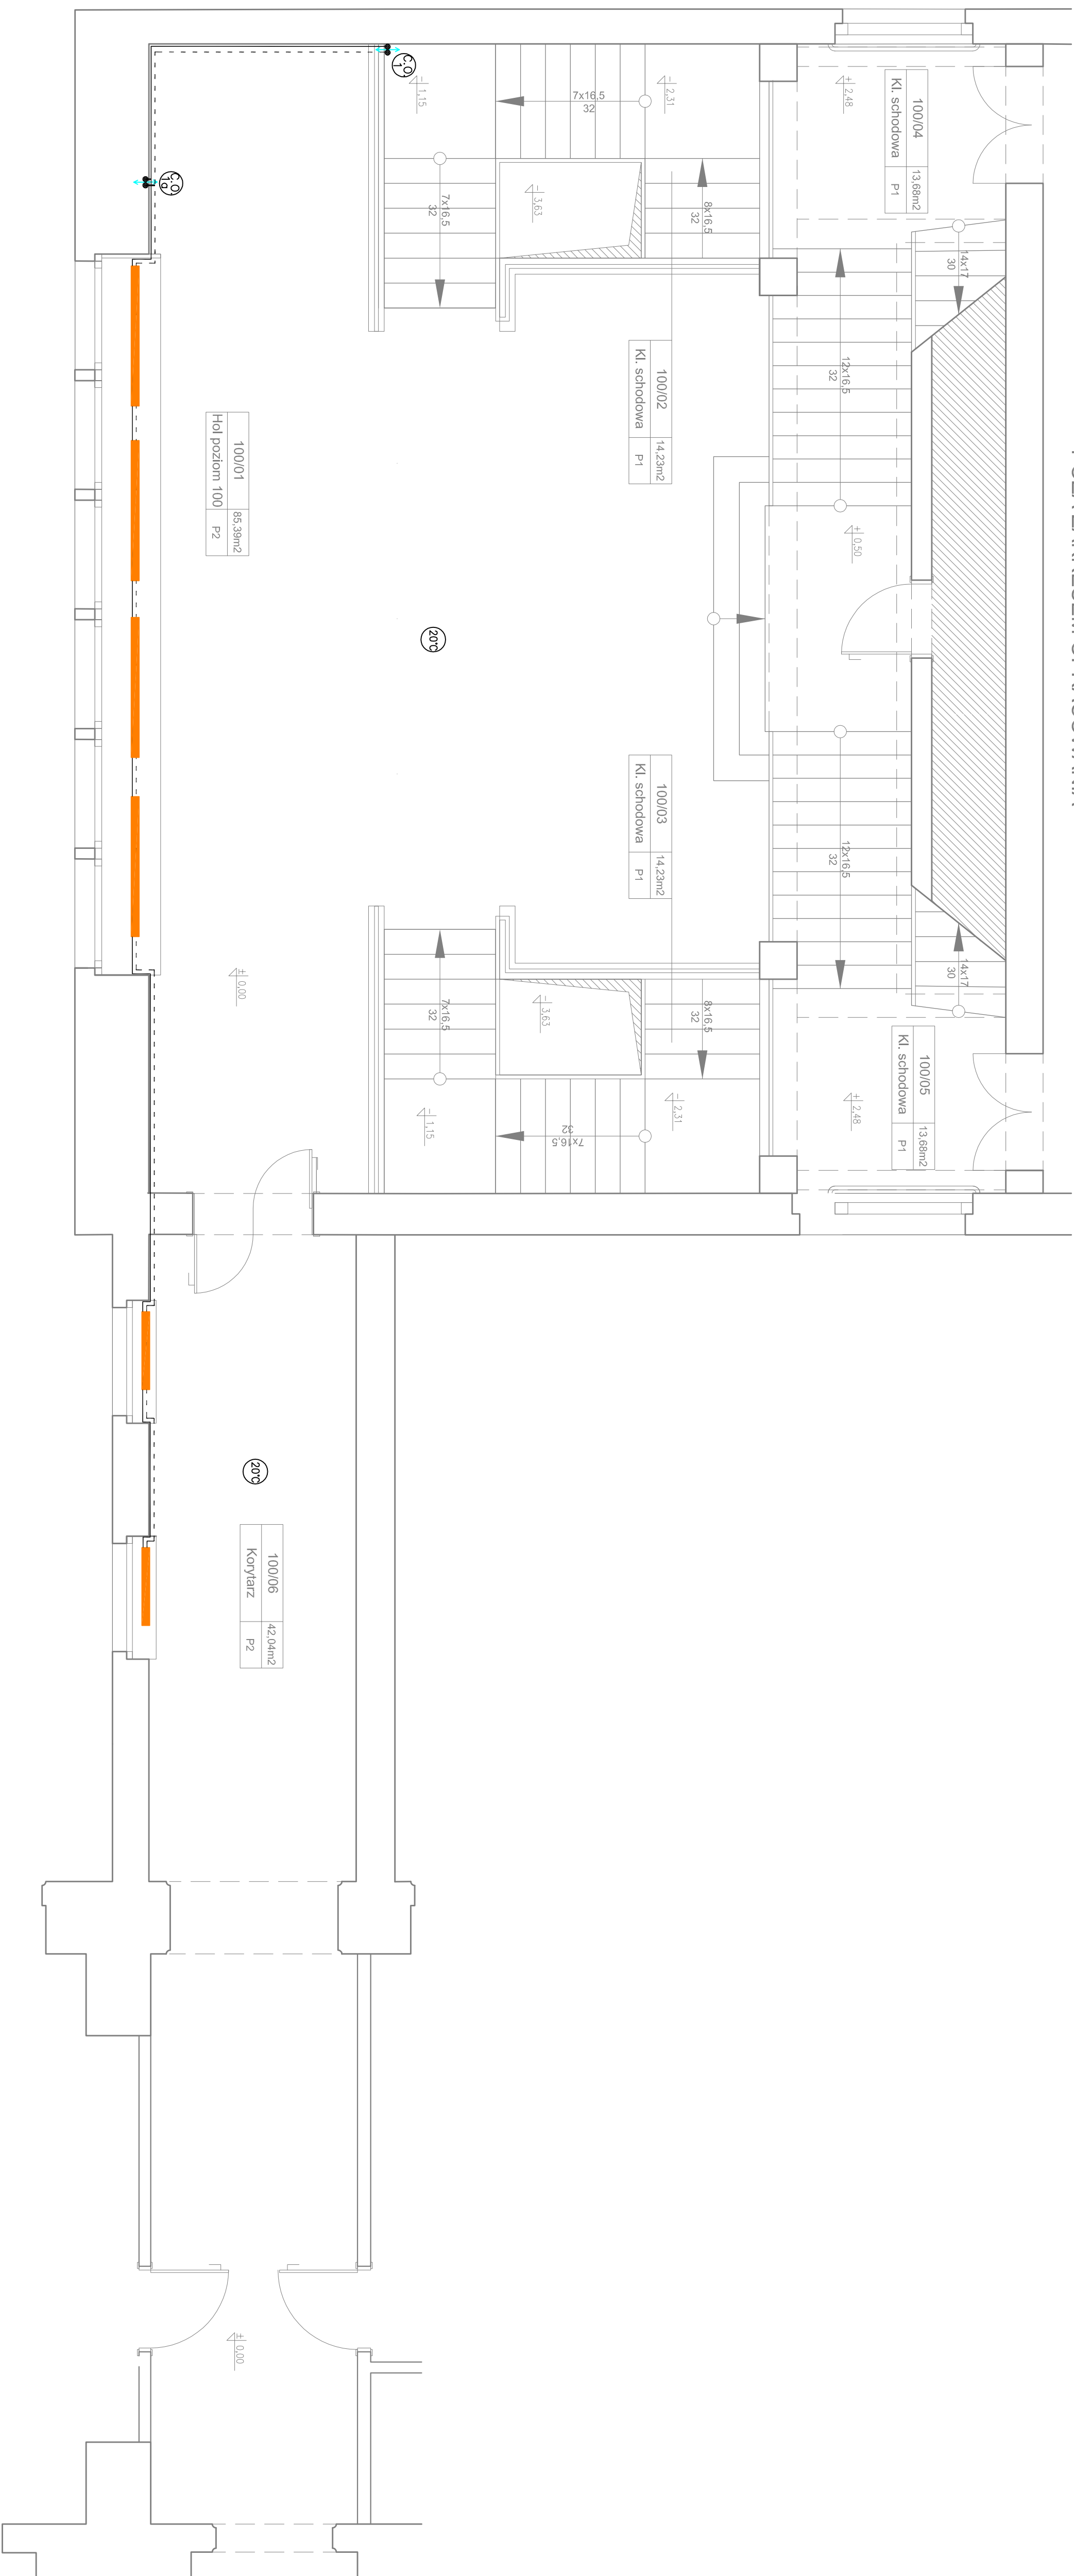 C.O.
1
C.O.
1g
-
1,15
7x16,5
32
-
2,31
+
2,48
100/04
13,68m2
Kl. schodowa
P1
7x16,5
32
-
3,63
8x16,5
32
14x17
30
12x16,5
32
100/02
14,23m2
Kl. schodowa
P1
100/01
85,39m2
Hol poziom 100
P2
+
0,50
20°C
100/03
14,23m2
Kl. schodowa
P1
12x16,5
32
14x17
30
±
0,00
7x16,5
32
-
3,63
8x16,5
32
100/05
13,68m2
Kl. schodowa
P1
-
1,15
7x16,5
32
-
2,31
+
2,48
20°C
100/06
42,04m2
Korytarz
P2
±
0,00